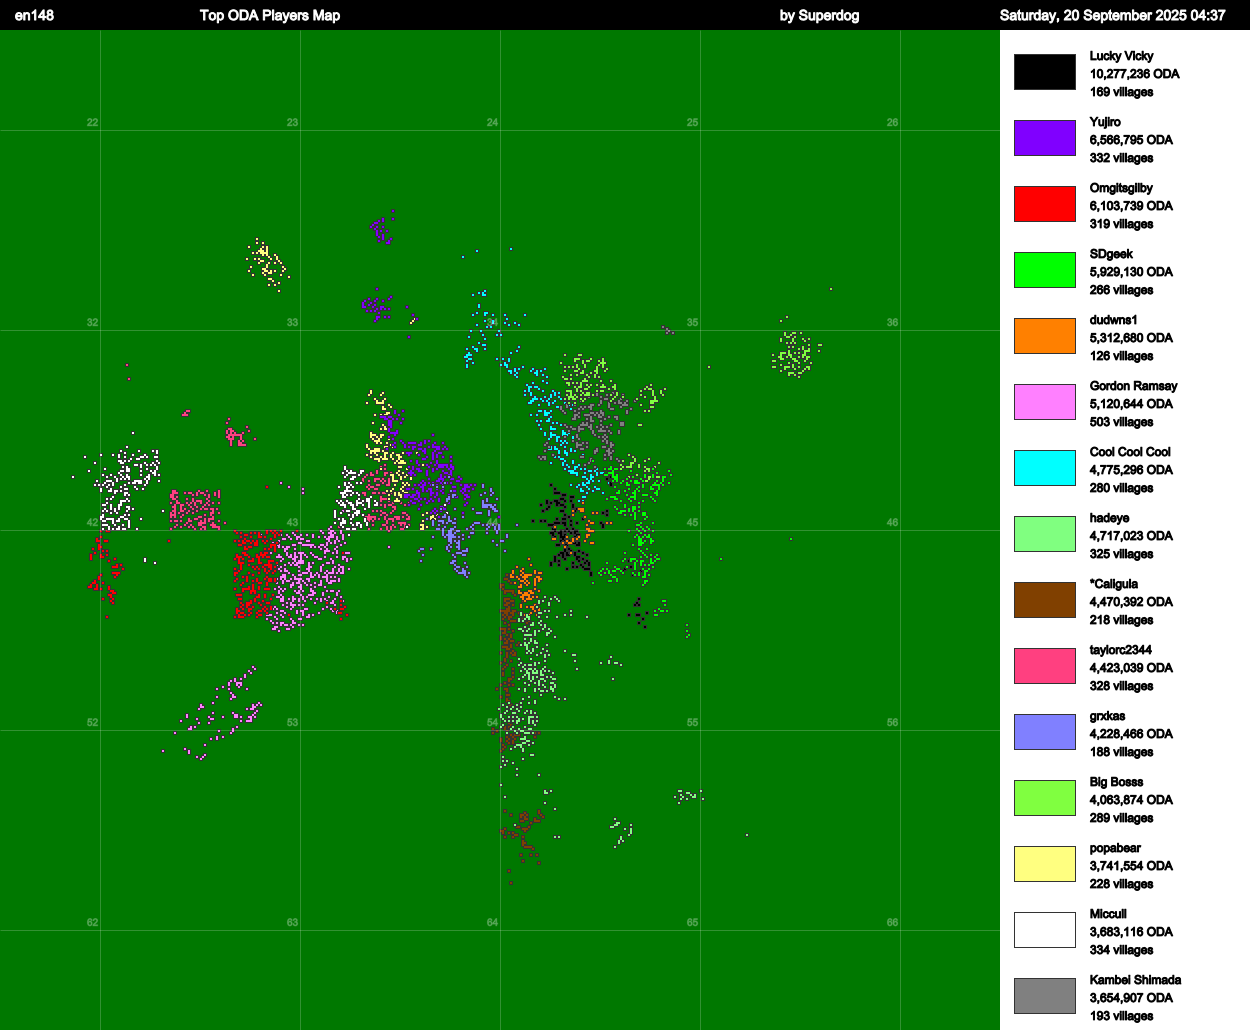 en148 Top ODA Players Map by Superdog Saturday, 20 September 2025 04:37
Lucky Vicky
10,277,236 ODA
169 villages
22 23 24 25 26
Yujiro
6,566,795 ODA
332 villages
Omgitsgilby
6,103,739 ODA
319 villages
SDgeek
5,929,130 ODA
266 villages
32 33 34 35 36
dudwns1
5,312,680 ODA
126 villages
Gordon Ramsay
5,120,644 ODA
503 villages
Cool Cool Cool
4,775,296 ODA
280 villages
42 43 45 46
hadeye
4,717,023 ODA
325 villages
*Caligula
4,470,392 ODA
218 villages
taylorc2344
4,423,039 ODA
328 villages
52 53 54 55 56
grxkas
4,228,466 ODA
188 villages
Big Bosss
4,063,874 ODA
289 villages
popabear
3,741,554 ODA
228 villages
62 63 64 65 66
Miccull
3,683,116 ODA
334 villages
Kambei Shimada
3,654,907 ODA
193 villages